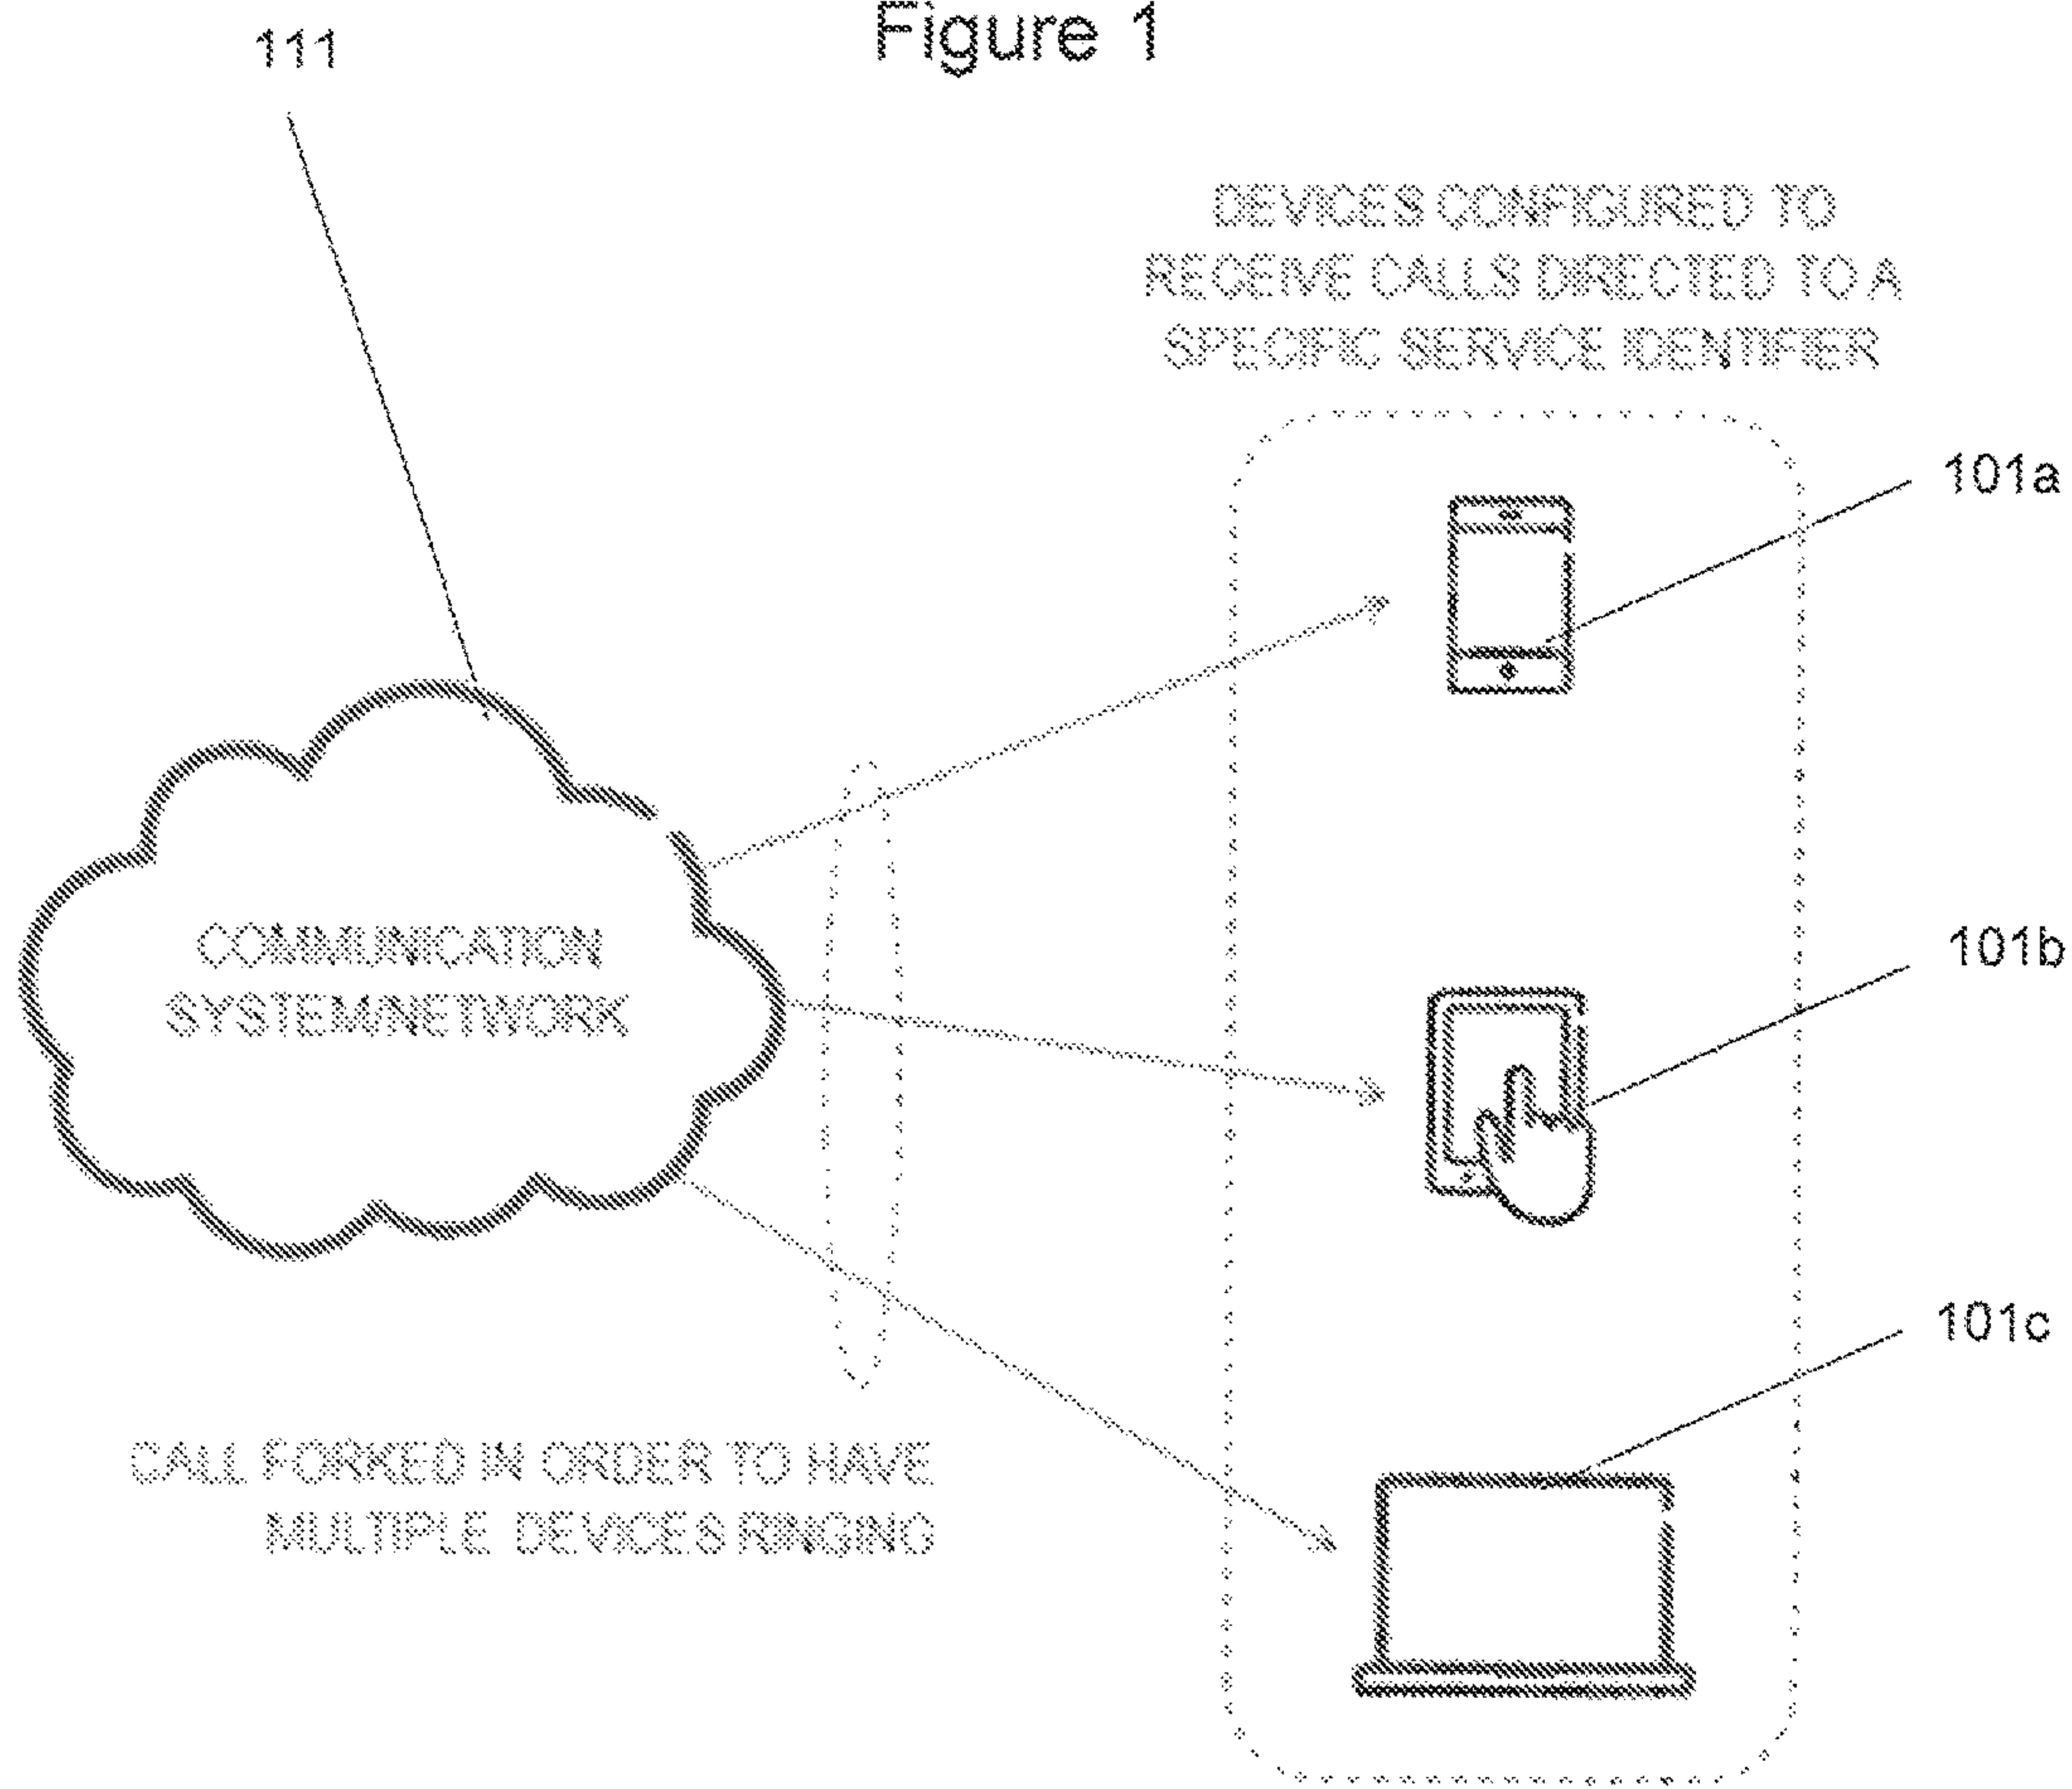 Figure 1
111
DEVICES CONFIGURED TO
RECEIVE CALLS DIRECTED TO A
SPECIFIC SERVICE IDENTIFIER
101a
COMMUNICATION
SYSTEM/NETWORK
101b
101c
CALL FORKED IN ORDER TO HAVE
MULTIPLE DEVICES RINGING